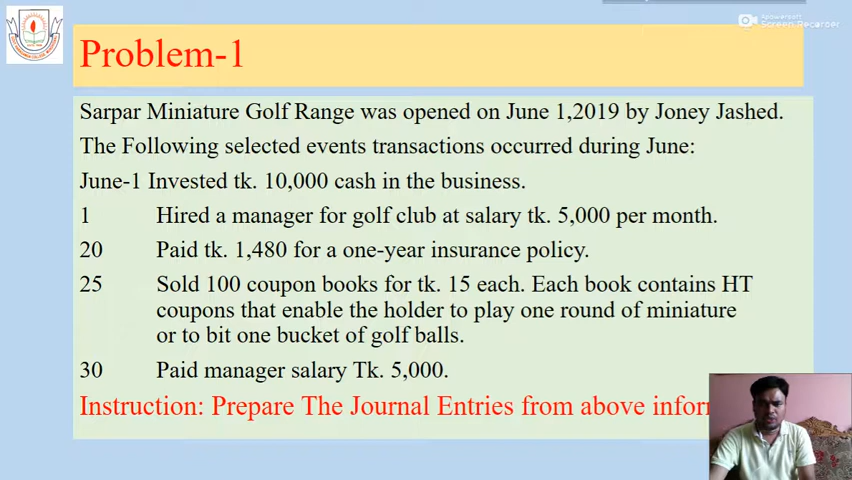 Apowersoft
Screen Recorder
Problem-1
Sarpar Miniature Golf Range was opened on June 1,2019 by Joney Jashed.
The Following selected events transactions occurred during June:
June-1 Invested tk. 10,000 cash in the business.
1 Hired a manager for golf club at salary tk. 5,000 per month.
20 Paid tk. 1,480 for a one-year insurance policy.
25 Sold 100 coupon books for tk. 15 each. Each book contains HT
coupons that enable the holder to play one round of miniature
or to bit one bucket of golf balls.
30 Paid manager salary Tk. 5,000.
Instruction: Prepare The Journal Entries from above infor